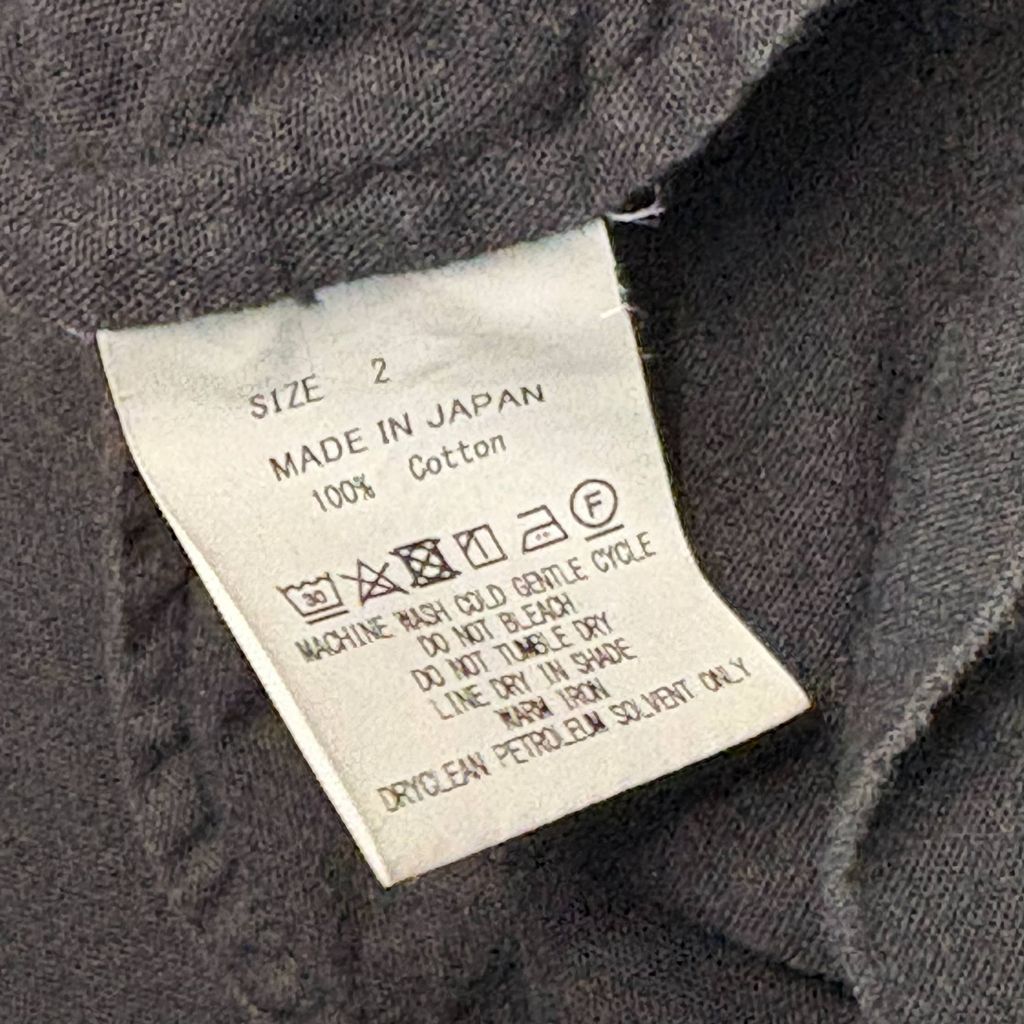 SIZE 2
MADE IN JAPAN
100% Cotton
30 F
MACHINE WASH COLD GENTLE CYCLE
DO NOT BLEACH
DO NOT TUMBLE DRY
LINE DRY IN SHADE
WARM IRON
DRYCLEAN PETROLEUM SOLVENT ONLY